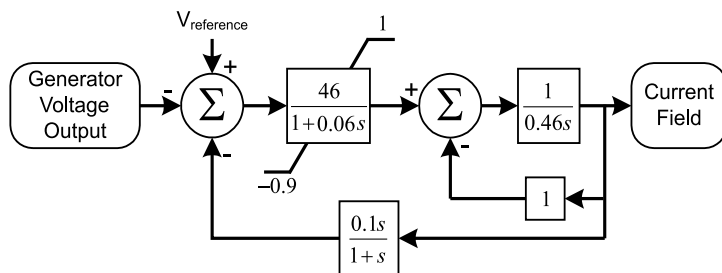 V_reference
1
Generator
Voltage
Output
-
+
Σ
46
1+0.06s
-0.9
+
Σ
-
1
0.46s
Current
Field
-
1
0.1s
1+s